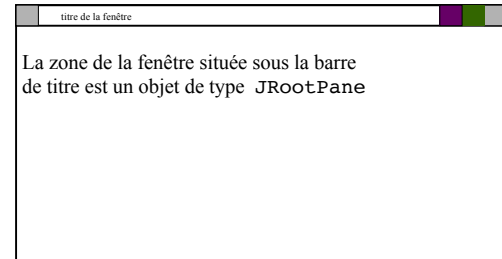 titre de la fenêtre
La zone de la fenêtre située sous la barre
de titre est un objet de type JRootPane